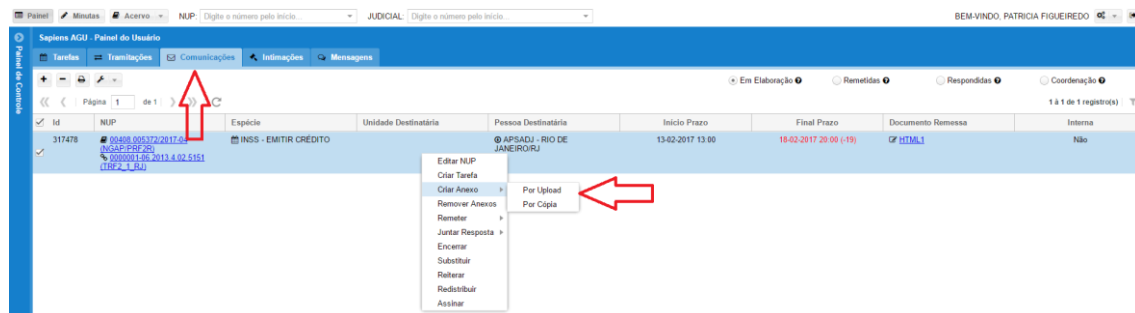 Painel Minutas Acervo NUP: Digite o número pelo início... JUDICIAL: Digite o número pelo início... BEM-VINDO, PATRICIA FIGUEIREDO
Sapiens AGU - Painel do Usuário
Painel de Controle
Tarefas Tramitações Comunicações Intimações Mensagens
Em Elaboração Remetidas Respondidas Coordenação
Página 1 de 1 1 à 1 de 1 registro(s)
Id NUP Espécie Unidade Destinatária Pessoa Destinatária Início Prazo Final Prazo Documento Remessa Interna
317478 00408.005372/2017-04 INSS - EMITIR CRÉDITO APSADJ - RIO DE 13-02-2017 13:00 18-02-2017 20:00 (-19) HTML1 Não
(NGAP/PRF2R) JANEIRO/RJ
0000001-06.2013.4.02.5151
(TRF2_1_RJ)
Editar NUP
Criar Tarefa
Criar Anexo Por Upload
Remover Anexos Por Cópia
Remeter
Juntar Resposta
Encerrar
Substituir
Reiterar
Redistribuir
Assinar